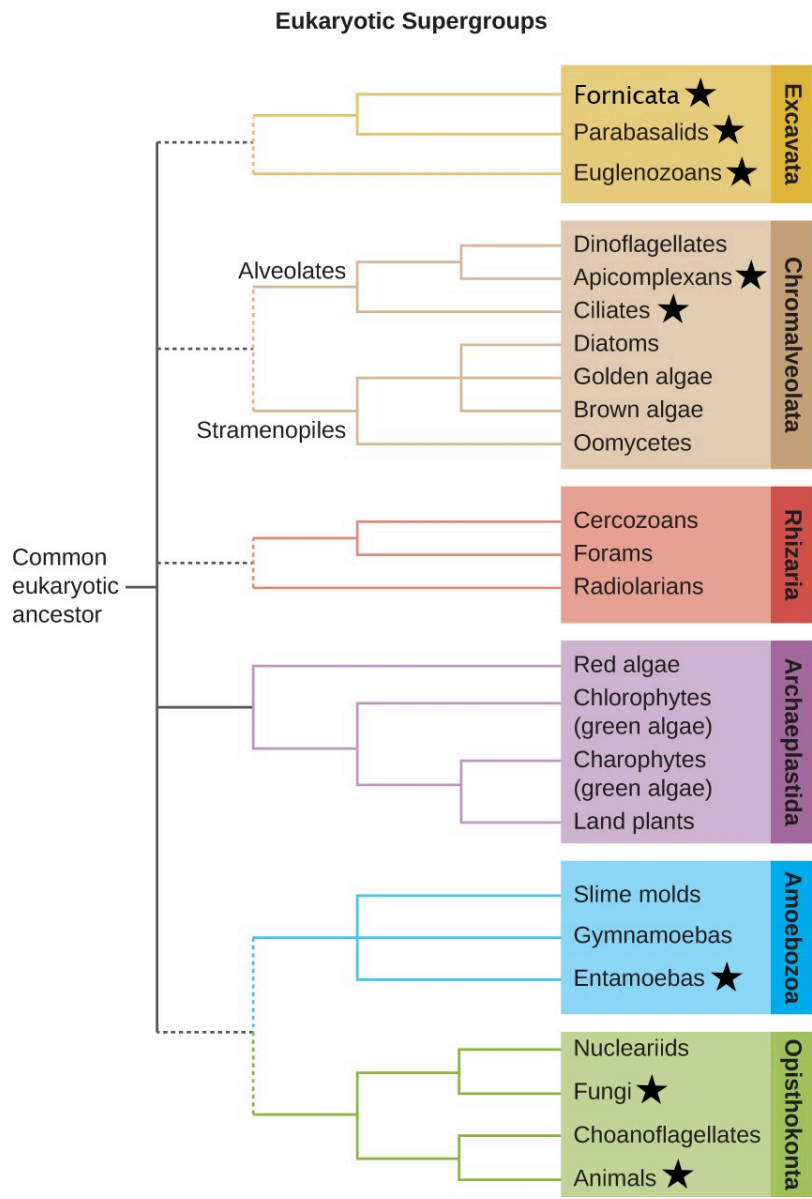 Eukaryotic Supergroups
Fornicata
Parabasalids
Euglenozoans
Excavata
Alveolates
Dinoflagellates
Apicomplexans
Ciliates
Stramenopiles
Diatoms
Golden algae
Brown algae
Oomycetes
Chromalveolata
Common
eukaryotic
ancestor
Cercozoans
Forams
Radiolarians
Rhizaria
Red algae
Chlorophytes
(green algae)
Charophytes
(green algae)
Land plants
Archaeplastida
Slime molds
Gymnamoebas
Entamoebas
Amoebozoa
Nucleariids
Fungi
Choanoflagellates
Animals
Opisthokonta